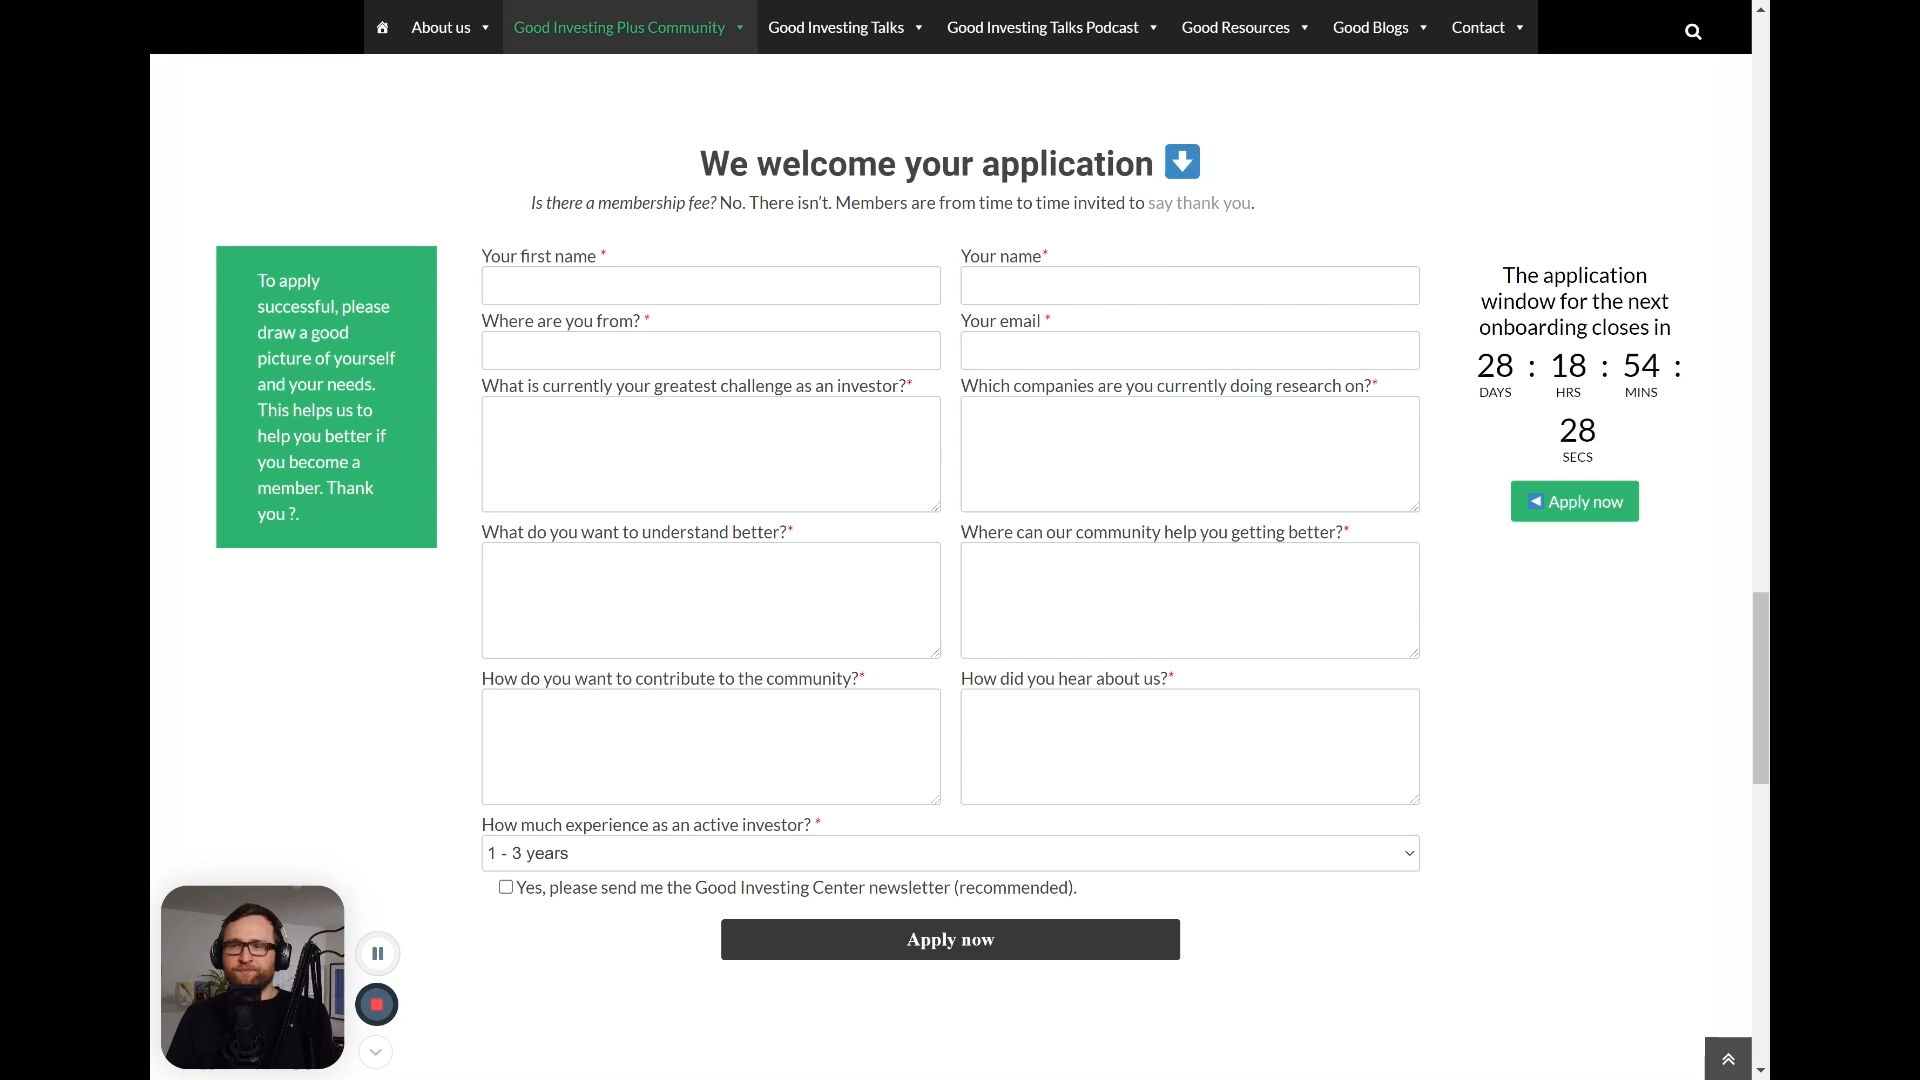 About us
Good Investing Plus Community
Good Investing Talks
Good Investing Talks Podcast
Good Resources
Good Blogs
Contact
We welcome your application
Is there a membership fee? No. There isn't. Members are from time to time invited to say thank you.
To apply
successful, please
draw a good
picture of yourself
and your needs.
This helps us to
help you better if
you become a
member. Thank
you ?.
Your first name *
Your name*
Where are you from? *
Your email *
What is currently your greatest challenge as an investor?*
Which companies are you currently doing research on?*
What do you want to understand better?*
Where can our community help you getting better?*
How do you want to contribute to the community?*
How did you hear about us?*
How much experience as an active investor? *
1 - 3 years
Yes, please send me the Good Investing Center newsletter (recommended).
Apply now
The application
window for the next
onboarding closes in
28 : 18 : 54 :
DAYS HRS MINS
28
SECS
Apply now